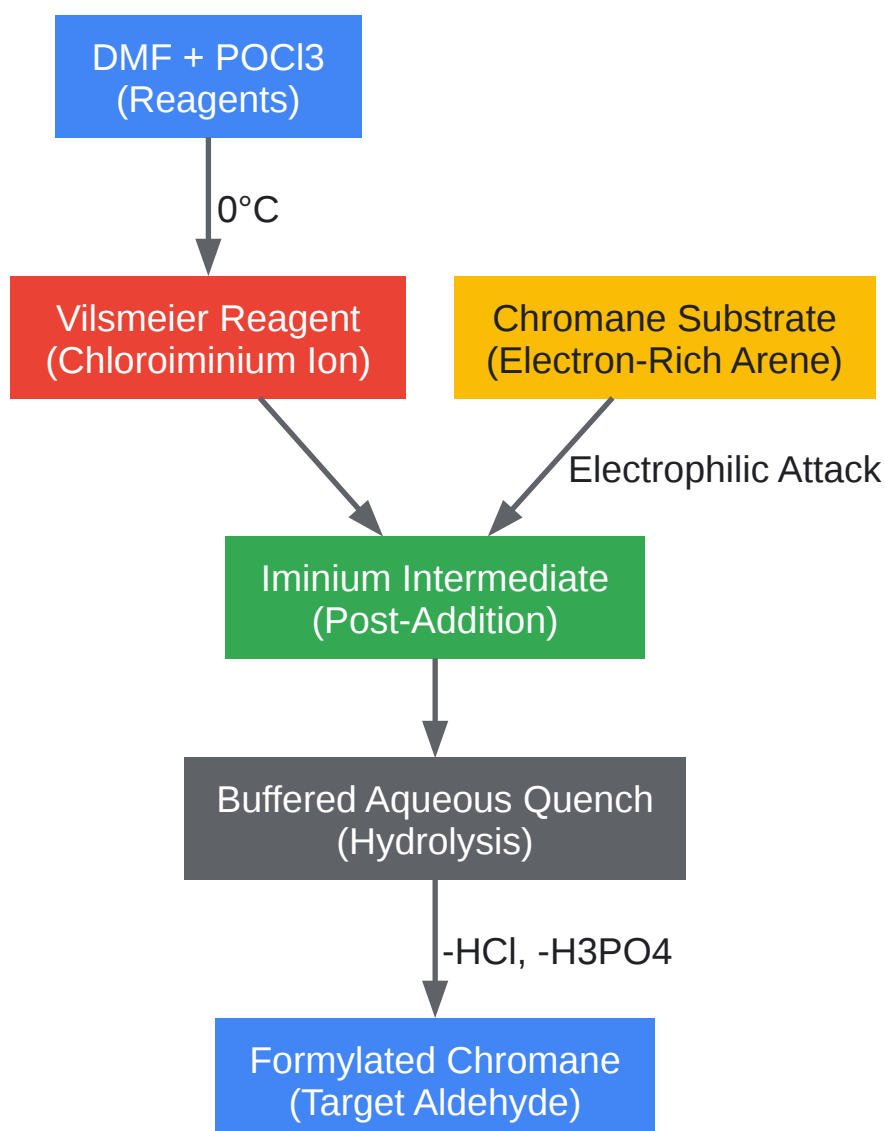 DMF + POCl3
(Reagents)
0°C
Vilsmeier Reagent
(Chloroiminium Ion)
Chromane Substrate
(Electron-Rich Arene)
Electrophilic Attack
Iminium Intermediate
(Post-Addition)
Buffered Aqueous Quench
(Hydrolysis)
-HCl, -H3PO4
Formylated Chromane
(Target Aldehyde)